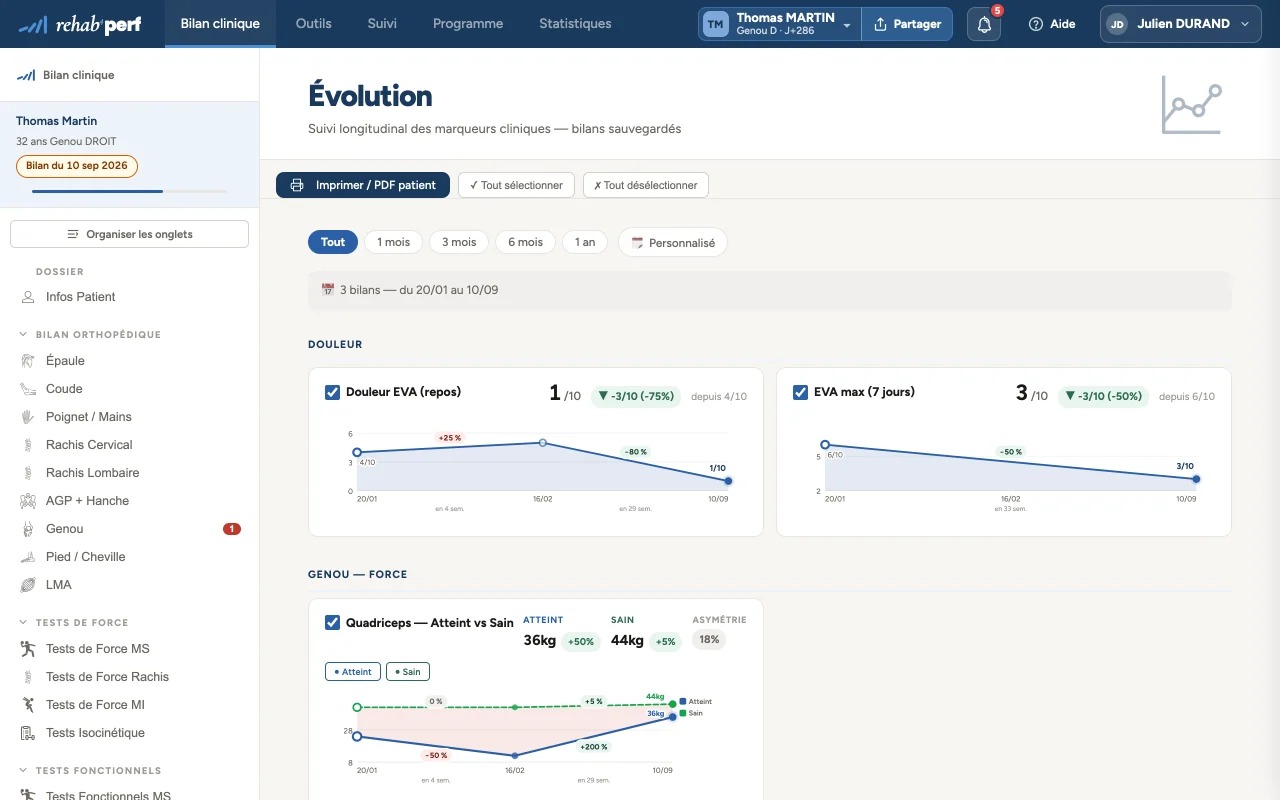 rehab'perf
Bilan clinique
Outils
Suivi
Programme
Statistiques
TM
Thomas MARTIN
Genou D · J+286
Partager
5
Aide
JD
Julien DURAND
Bilan clinique
Thomas Martin
32 ans Genou DROIT
Bilan du 10 sep 2026
Organiser les onglets
DOSSIER
Infos Patient
BILAN ORTHOPÉDIQUE
Épaule
Coude
Poignet / Mains
Rachis Cervical
Rachis Lombaire
AGP + Hanche
Genou
1
Pied / Cheville
LMA
TESTS DE FORCE
Tests de Force MS
Tests de Force Rachis
Tests de Force MI
Tests Isocinétique
TESTS FONCTIONNELS
Tests Fonctionnels MS
Évolution
Suivi longitudinal des marqueurs cliniques — bilans sauvegardés
Imprimer / PDF patient
✓ Tout sélectionner
✗ Tout désélectionner
Tout
1 mois
3 mois
6 mois
1 an
Personnalisé
3 bilans — du 20/01 au 10/09
DOULEUR
Douleur EVA (repos)
1 /10
▼ -3/10 (-75%)
depuis 4/10
6
3
0
4/10
+25 %
-80 %
1/10
20/01
16/02
10/09
en 4 sem.
en 29 sem.
EVA max (7 jours)
3 /10
▼ -3/10 (-50%)
depuis 6/10
5
2
6/10
-50 %
3/10
20/01
16/02
10/09
en 33 sem.
GENOU — FORCE
Quadriceps — Atteint vs Sain
ATTEINT
36kg +50%
SAIN
44kg +5%
ASYMÉTRIE
18%
• Atteint
• Sain
28
8
0 %
+5 %
44kg
36kg
-50 %
+200 %
Atteint
Sain
20/01
16/02
10/09
en 4 sem.
en 29 sem.